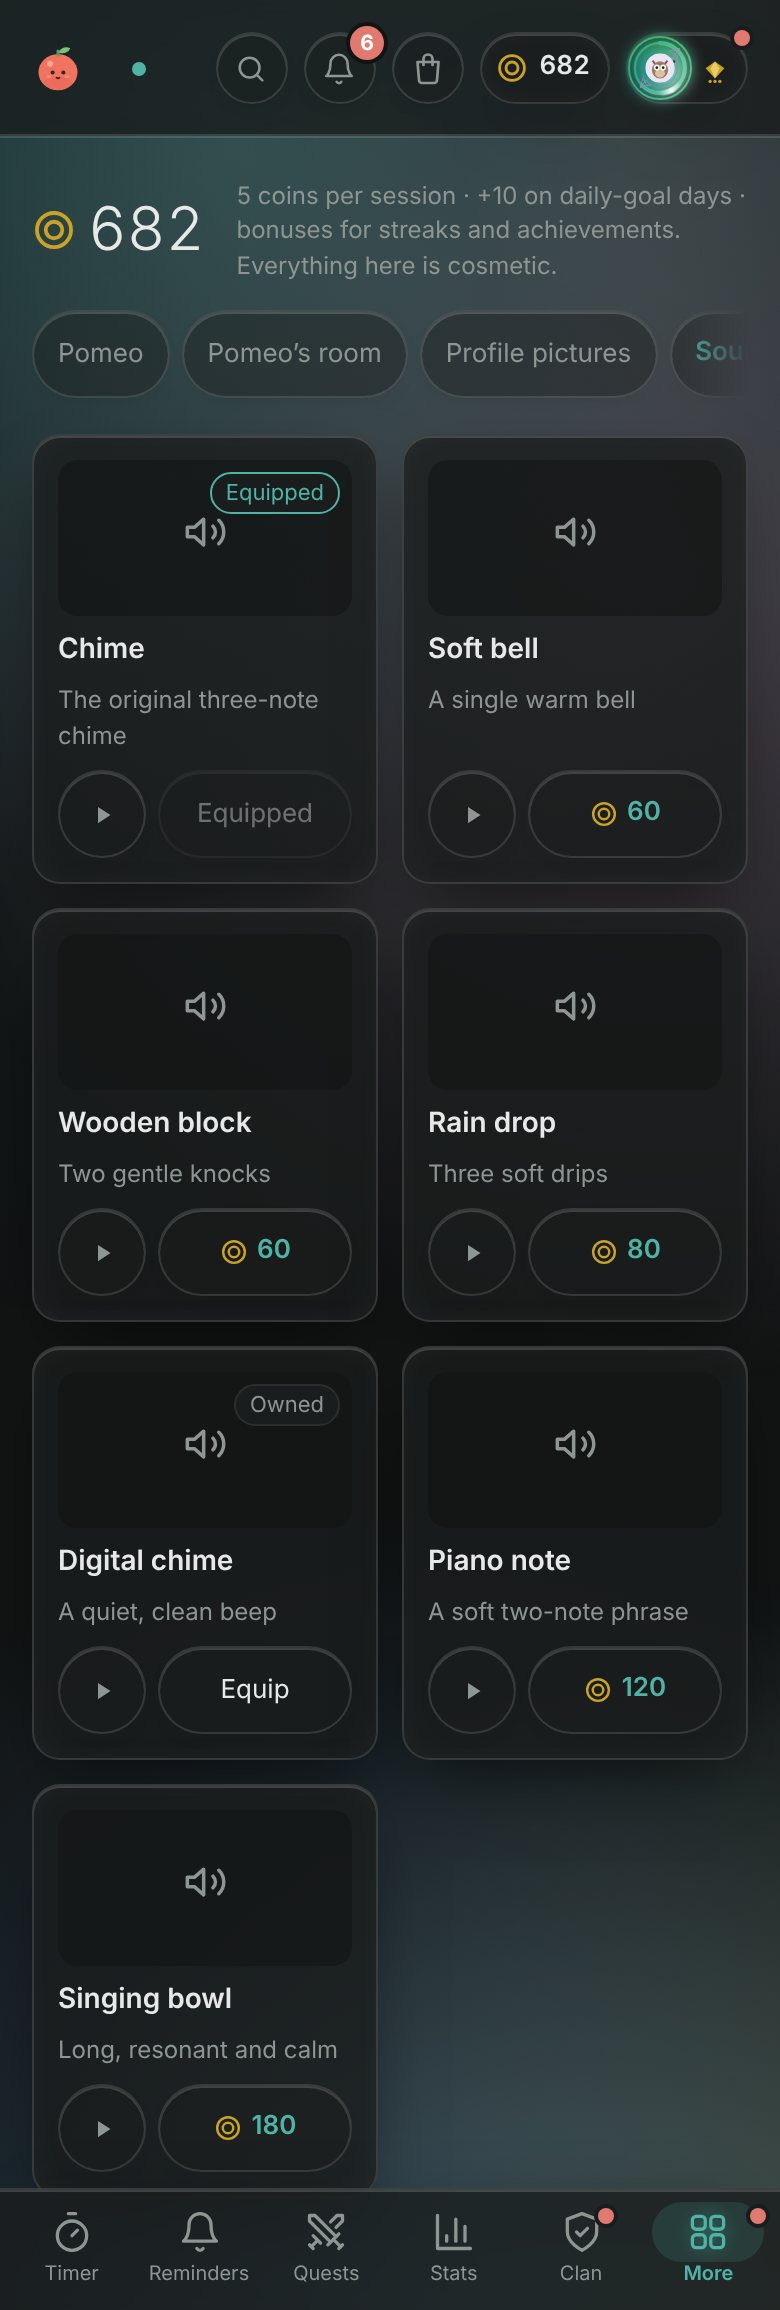 6
682
682
5 coins per session · +10 on daily-goal days ·
bonuses for streaks and achievements.
Everything here is cosmetic.
Pomeo
Pomeo’s room
Profile pictures
Equipped
Chime
The original three-note
chime
Equipped
Soft bell
A single warm bell
60
Wooden block
Two gentle knocks
60
Rain drop
Three soft drips
80
Owned
Digital chime
A quiet, clean beep
Equip
Piano note
A soft two-note phrase
120
Singing bowl
Long, resonant and calm
180
Timer
Reminders
Quests
Stats
Clan
More